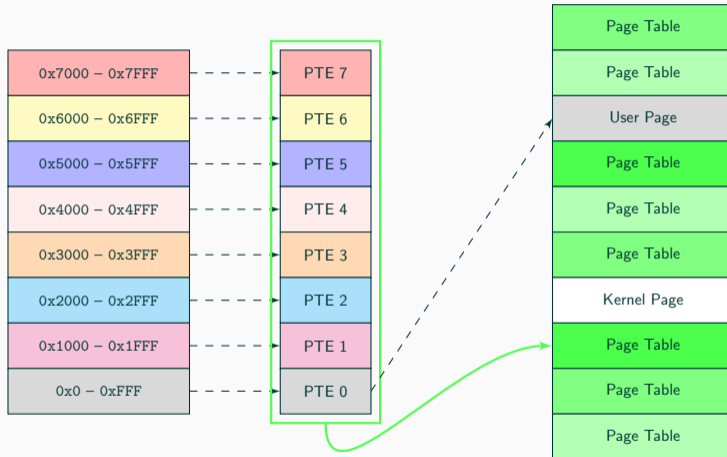 0x7000 – 0x7FFF
0x6000 – 0x6FFF
0x5000 – 0x5FFF
0x4000 – 0x4FFF
0x3000 – 0x3FFF
0x2000 – 0x2FFF
0x1000 – 0x1FFF
0x0 – 0xFFF
PTE 7
PTE 6
PTE 5
PTE 4
PTE 3
PTE 2
PTE 1
PTE 0
Page Table
Page Table
User Page
Page Table
Page Table
Page Table
Kernel Page
Page Table
Page Table
Page Table